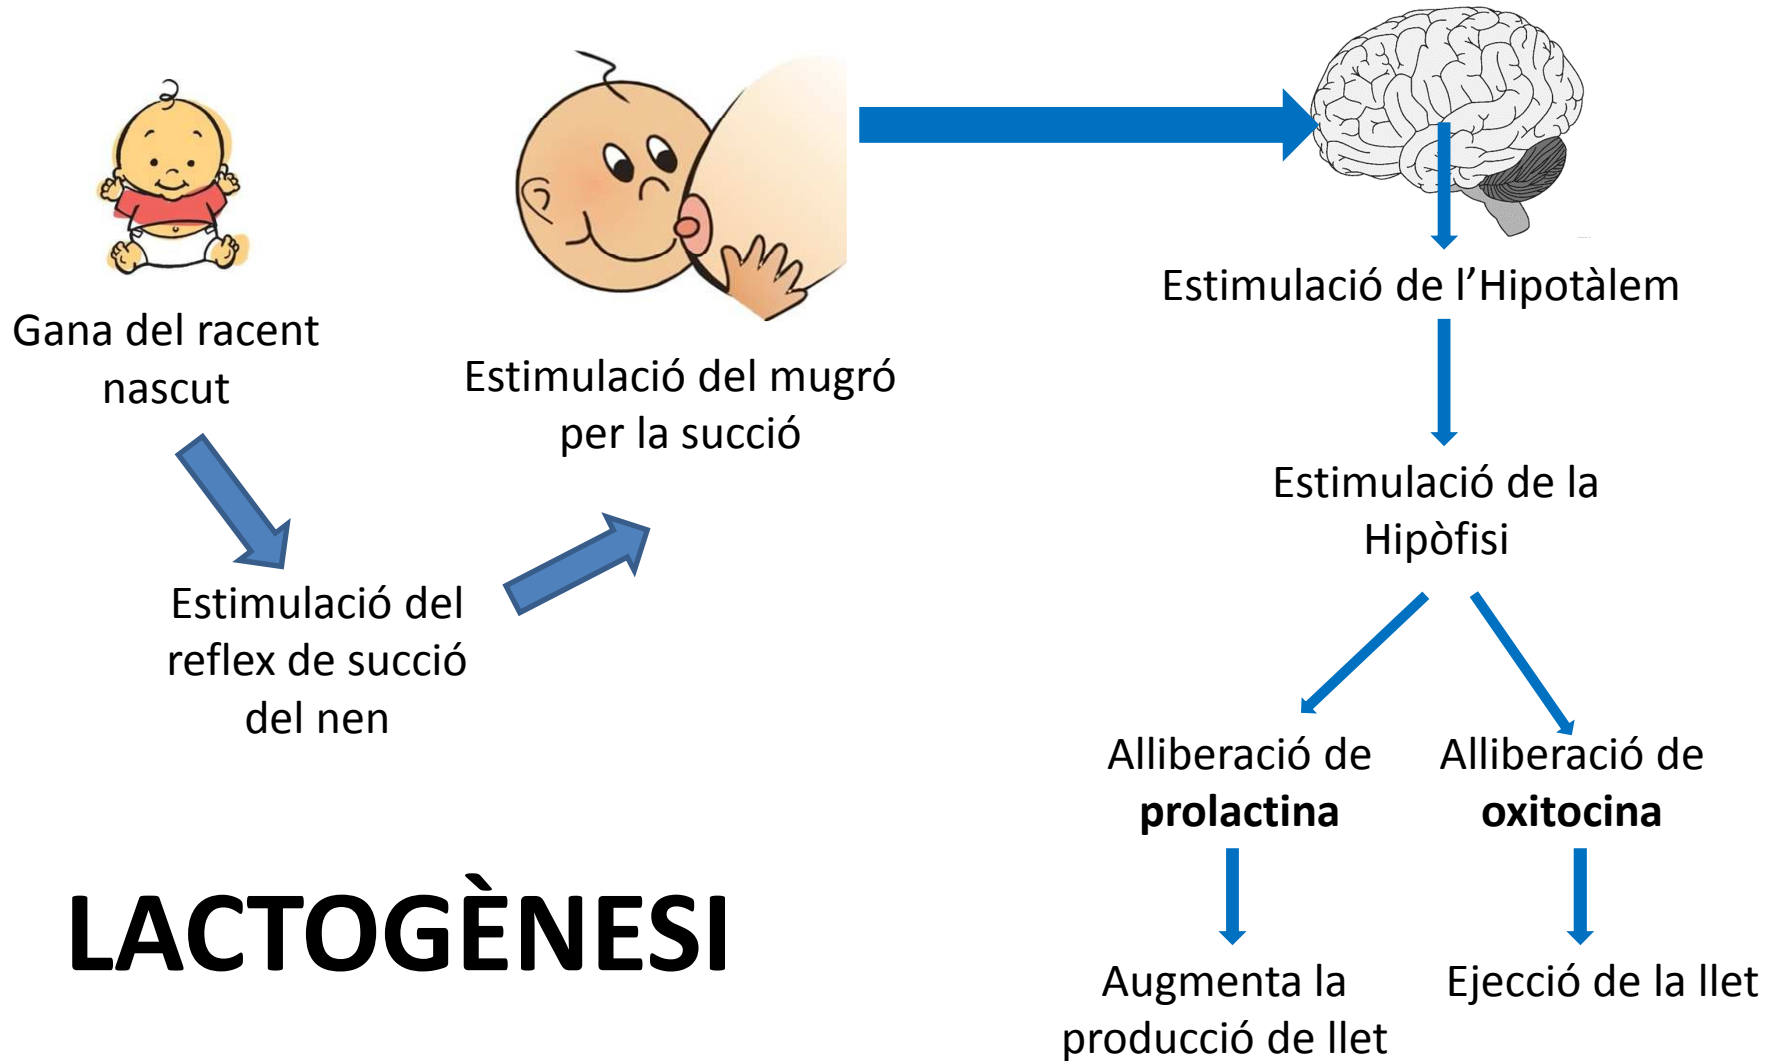 Gana del racent
nascut
Estimulació del
reflex de succió
del nen
Estimulació del mugró
per la succió
Estimulació de l’Hipotàlem
Estimulació de la
Hipòfisi
Alliberació de
prolactina
Augmenta la
producció de llet
Alliberació de
oxitocina
Ejecció de la llet
LACTOGÈNESI